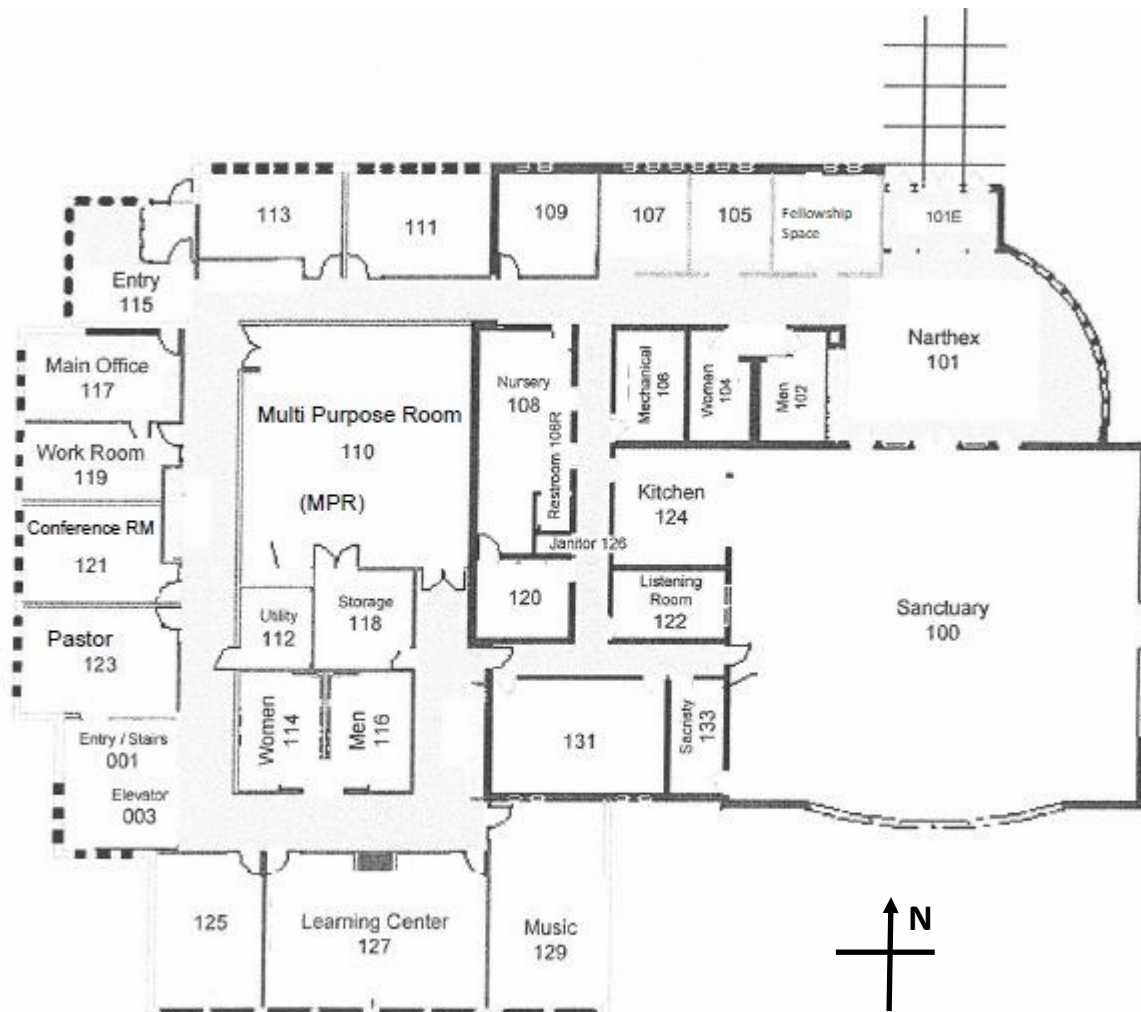 113
111
109
107
105
Fellowship
Space
101E
Entry
115
Narthex
101
Main Office
117
Multi Purpose Room
110
(MPR)
Nursery
108
Restroom 106R
Mechanical
106
Women
104
Men
102
Work Room
119
Kitchen
124
Conference RM
121
Janitor 126
Utility
112
Storage
118
120
Listening
Room
122
Sanctuary
100
Pastor
123
Women
114
Men
116
131
Sacristy
133
Entry / Stairs
001
Elevator
003
125
Learning Center
127
Music
129
N